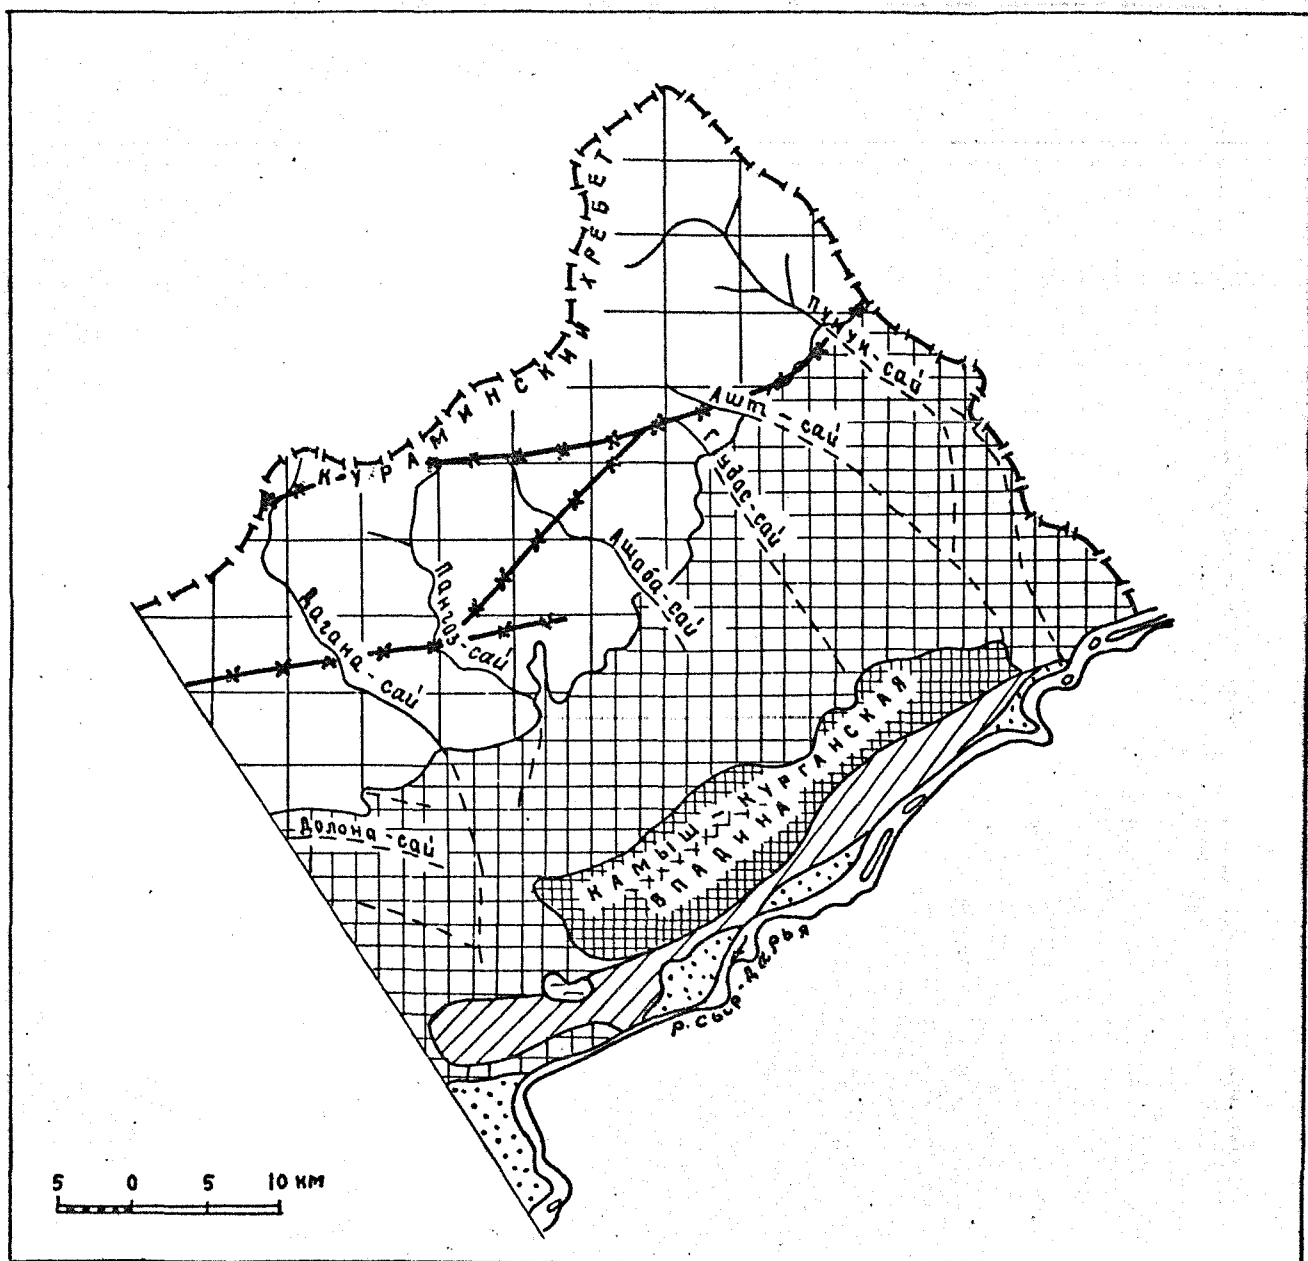 КУРАМИНСКИЙ ХРЕБЕТ
Пунук-сай
Ашт-сай
Гудас-сай
Ашаба-сай
Пангаз-сай
Дагана-сай
Долона-сай
КАМЫШ-КУРГАНСКАЯ
ВПАДИНА
р. Сыр-Дарья
5 0 5 10 км